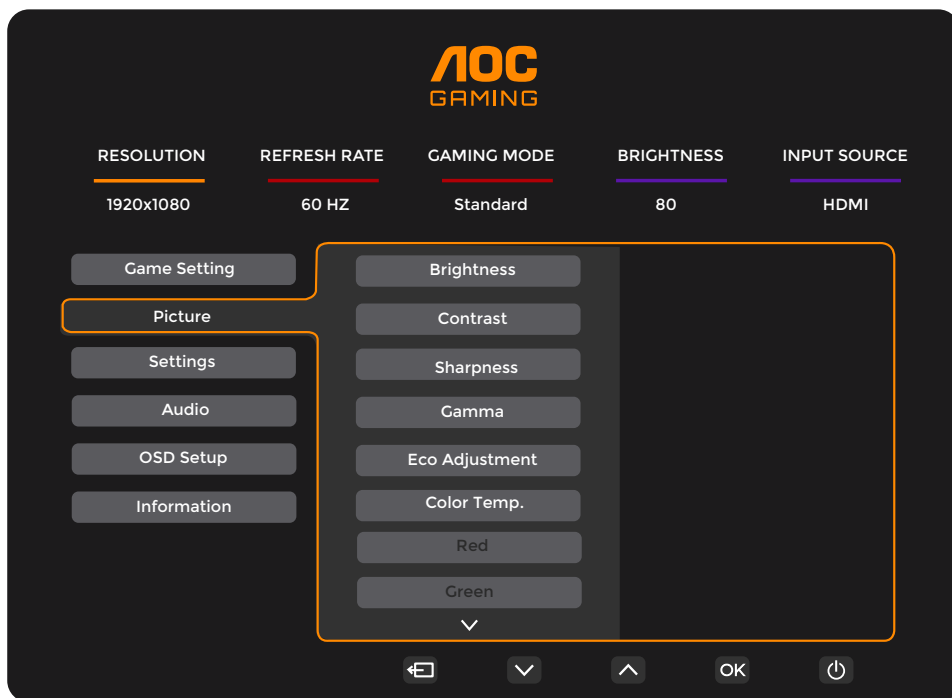 AOC
GAMING
RESOLUTION REFRESH RATE GAMING MODE BRIGHTNESS INPUT SOURCE
1920x1080 60 HZ Standard 80 HDMI
Game Setting
Picture
Settings
Audio
OSD Setup
Information
Brightness
Contrast
Sharpness
Gamma
Eco Adjustment
Color Temp.
Red
Green
OK